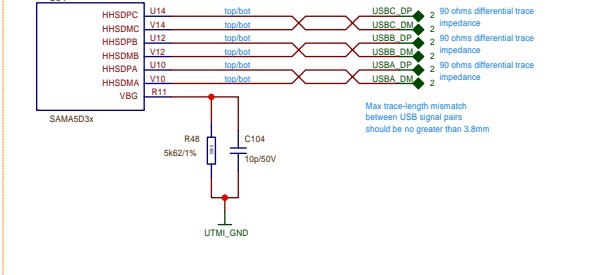 HHSDPC U14 top/bot USBC_DP 2 90 ohms differential trace
HHSDMC V14 top/bot USBC_DM 2 impedance
HHSDPB U12 top/bot USBB_DP 2 90 ohms differential trace
HHSDMB V12 top/bot USBB_DM 2 impedance
HHSDPA U10 top/bot USBA_DP 2 90 ohms differential trace
HHSDMA V10 top/bot USBA_DM 2 impedance
VBG R11
SAMA5D3x
Max trace-length mismatch
between USB signal pairs
should be no greater than 3.8mm
R48 C104
5k62/1% 10p/50V
UTMI_GND